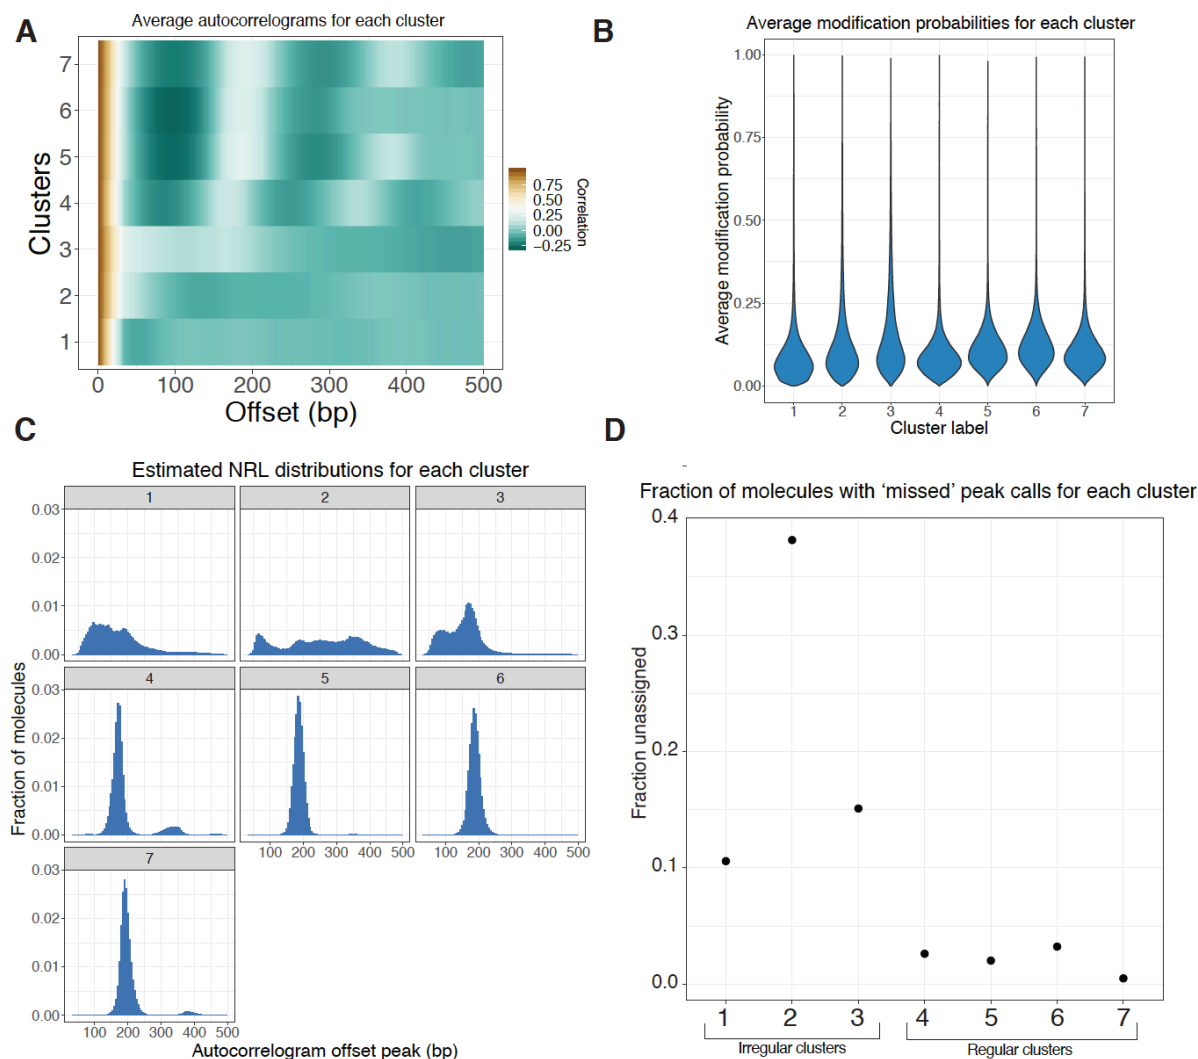 A
Average autocorrelograms for each cluster
Clusters
7
6
5
4
3
2
1
0 100 200 300 400 500
Offset (bp)
0.75
0.50
0.25
0.00
−0.25
Correlation
B
Average modification probabilities for each cluster
Average modification probability
1.00
0.75
0.50
0.25
0.00
1 2 3 4 5 6 7
Cluster label
C
Estimated NRL distributions for each cluster
Fraction of molecules
1 2 3
0.03
0.02
0.01
0.00
4 5 6
0.03
0.02
0.01
0.00
100 200 300 400 500 100 200 300 400 500
7
0.03
0.02
0.01
0.00
100 200 300 400 500
Autocorrelogram offset peak (bp)
D
Fraction of molecules with ‘missed’ peak calls for each cluster
Fraction unassigned
0.4
0.3
0.2
0.1
0.0
1 2 3 4 5 6 7
Irregular clusters Regular clusters